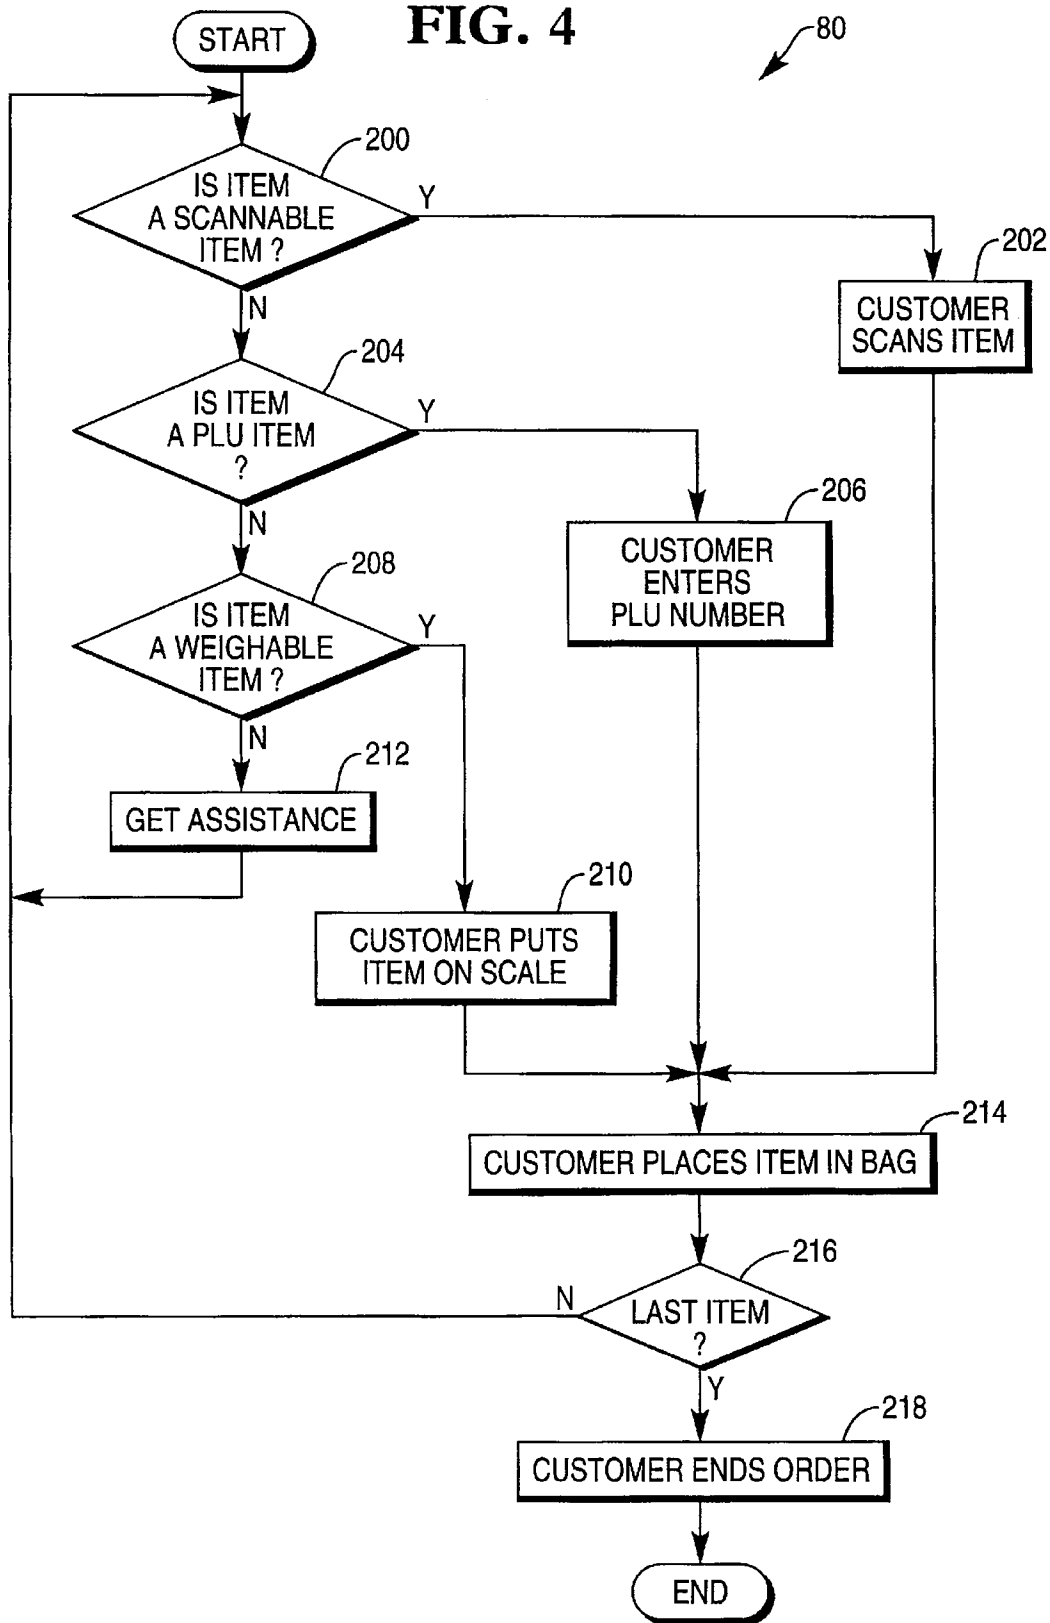 FIG. 4
80
START
200
IS ITEM
A SCANNABLE
ITEM ?
Y
N
202
CUSTOMER
SCANS ITEM
204
IS ITEM
A PLU ITEM
?
Y
N
206
CUSTOMER
ENTERS
PLU NUMBER
208
IS ITEM
A WEIGHABLE
ITEM ?
Y
N
212
GET ASSISTANCE
210
CUSTOMER PUTS
ITEM ON SCALE
214
CUSTOMER PLACES ITEM IN BAG
216
LAST ITEM
?
N
Y
218
CUSTOMER ENDS ORDER
END